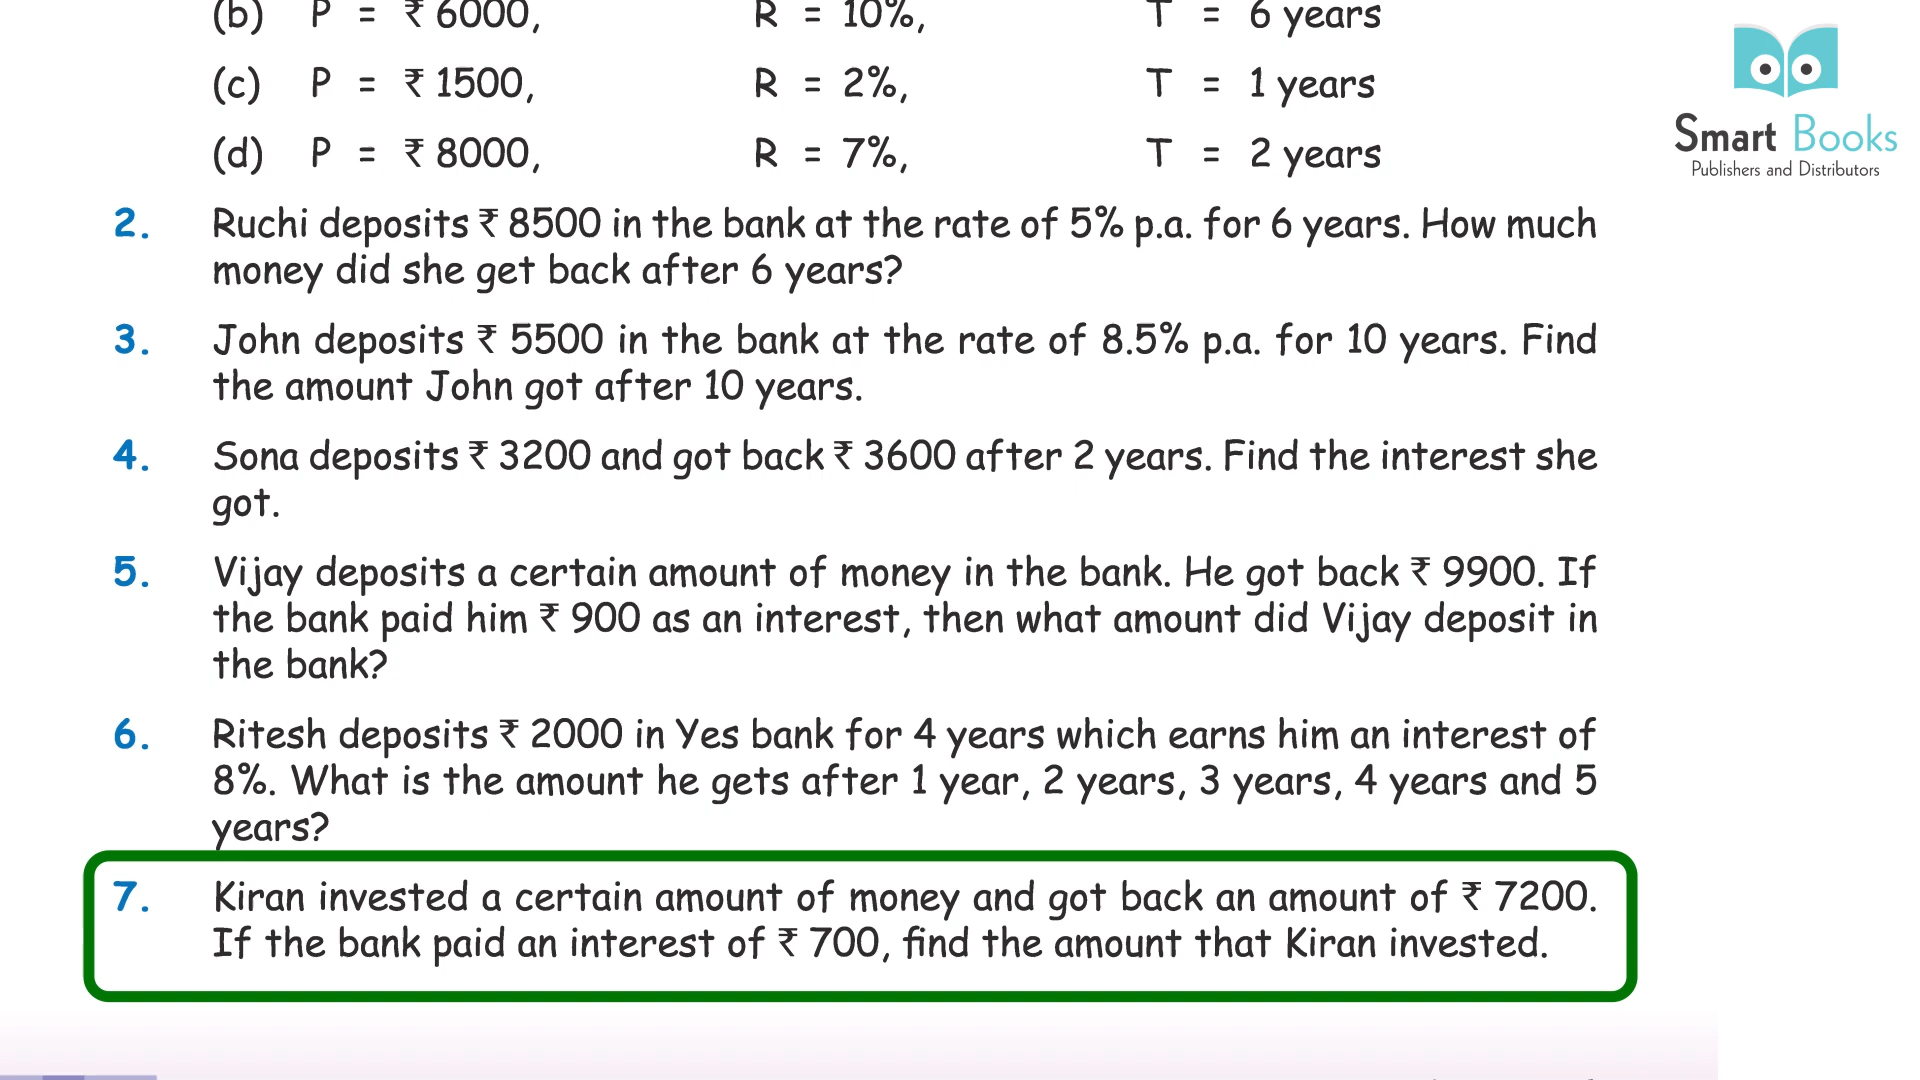 (b) P = ₹ 6000, R = 10%, T = 6 years
(c) P = ₹ 1500, R = 2%, T = 1 years
(d) P = ₹ 8000, R = 7%, T = 2 years
Smart Books
Publishers and Distributors
2. Ruchi deposits ₹ 8500 in the bank at the rate of 5% p.a. for 6 years. How much
money did she get back after 6 years?
3. John deposits ₹ 5500 in the bank at the rate of 8.5% p.a. for 10 years. Find
the amount John got after 10 years.
4. Sona deposits ₹ 3200 and got back ₹ 3600 after 2 years. Find the interest she
got.
5. Vijay deposits a certain amount of money in the bank. He got back ₹ 9900. If
the bank paid him ₹ 900 as an interest, then what amount did Vijay deposit in
the bank?
6. Ritesh deposits ₹ 2000 in Yes bank for 4 years which earns him an interest of
8%. What is the amount he gets after 1 year, 2 years, 3 years, 4 years and 5
years?
7. Kiran invested a certain amount of money and got back an amount of ₹ 7200.
If the bank paid an interest of ₹ 700, find the amount that Kiran invested.